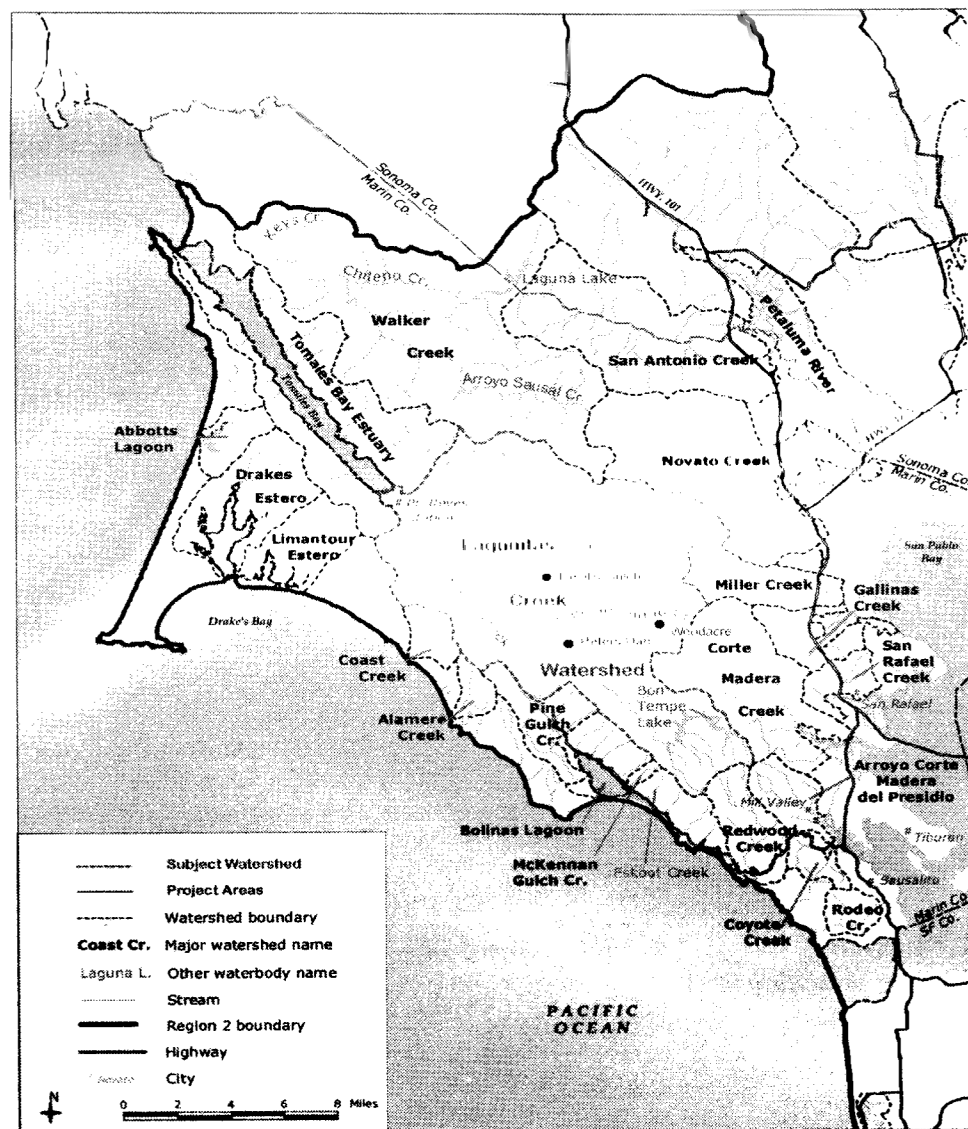 Sonoma Co.
Marin Co.
HWY. 101
Keys Cr.
Chileno Cr.
Laguna Lake
Walker
Creek
Petaluma River
San Antonio Creek
Tomales Bay Estuary
Tomales Bay
Arroyo Sausal Cr.
Abbotts
Lagoon
Novato Creek
Sonoma Co.
Marin Co.
Drakes
Estero
Limantour
Estero
San Pablo
Bay
Lagunitas
Creek
Watershed
Miller Creek
Gallinas
Creek
Drake's Bay
Woodacre
Peters Dam
Corte
Madera
Creek
San
Rafael
Creek
San Rafael
Coast
Creek
Bon
Tempe
Lake
Pine
Gulch
Cr.
Alamere
Creek
Arroyo Corte
Madera
del Presidio
Mill Valley
Bolinas Lagoon
Redwood
Creek
Tiburon
McKennan
Gulch Cr.
Eskoot Creek
Sausalito
Rodeo
Cr.
Marin Co.
SF Co.
Coyote
Creek
PACIFIC
OCEAN
Subject Watershed
Project Areas
Watershed boundary
Coast Cr. Major watershed name
Laguna L. Other waterbody name
Stream
Region 2 boundary
Highway
City
N
0 2 4 6 8 Miles